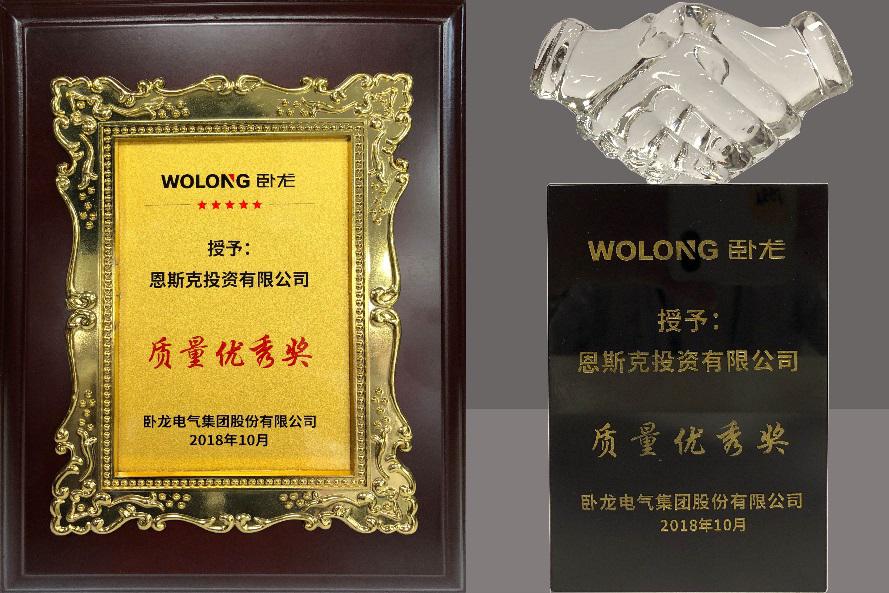 WOLONG 卧龙
★★★★★
授予：
恩斯克投资有限公司
质量优秀奖
卧龙电气集团股份有限公司
2018年10月
WOLONG 卧龙
授予：
恩斯克投资有限公司
质量优秀奖
卧龙电气集团股份有限公司
2018年10月